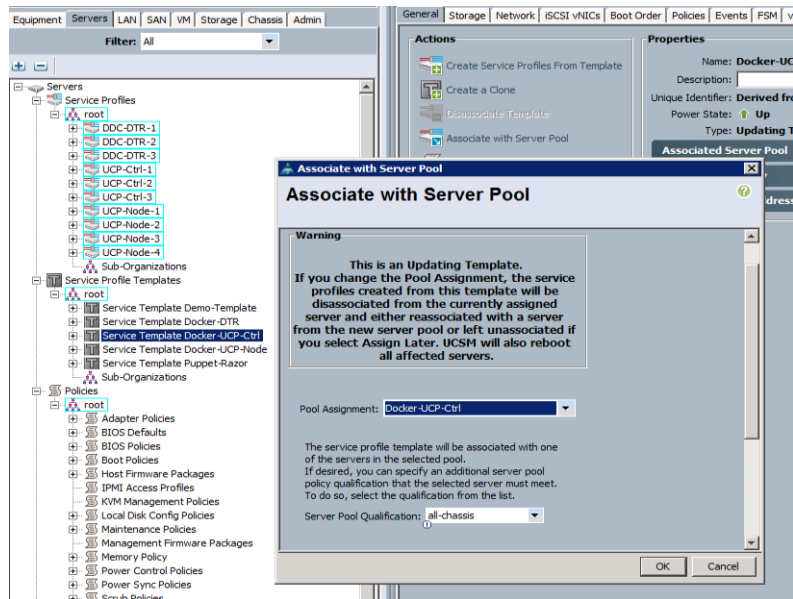 Equipment Servers LAN SAN VM Storage Chassis Admin
Filter: All
Servers
Service Profiles
root
DDC-DTR-1
DDC-DTR-2
DDC-DTR-3
UCP-Ctrl-1
UCP-Ctrl-2
UCP-Ctrl-3
UCP-Node-1
UCP-Node-2
UCP-Node-3
UCP-Node-4
Sub-Organizations
Service Profile Templates
root
Service Template Demo-Template
Service Template Docker-DTR
Service Template Docker-UCP-Ctrl
Service Template Docker-UCP-Node
Service Template Puppet-Razor
Sub-Organizations
Policies
root
Adapter Policies
BIOS Defaults
BIOS Policies
Boot Policies
Host Firmware Packages
IPMI Access Profiles
KVM Management Policies
Local Disk Config Policies
Maintenance Policies
Management Firmware Packages
Memory Policy
Power Control Policies
Power Sync Policies
Scrub Policies
General Storage Network iSCSI vNICs Boot Order Policies Events FSM v
Actions
Create Service Profiles From Template
Create a Clone
Disassociate Template
Associate with Server Pool
Properties
Name: Docker-UC
Description:
Unique Identifier: Derived fro
Power State: Up
Type: Updating T
Associated Server Pool
dres
Associate with Server Pool
Associate with Server Pool
Warning
This is an Updating Template.
If you change the Pool Assignment, the service
profiles created from this template will be
disassociated from the currently assigned
server and either reassociated with a server
from the new server pool or left unassociated if
you select Assign Later. UCSM will also reboot
all affected servers.
Pool Assignment: Docker-UCP-Ctrl
The service profile template will be associated with one
of the servers in the selected pool.
If desired, you can specify an additional server pool
policy qualification that the selected server must meet.
To do so, select the qualification from the list.
Server Pool Qualification: all-chassis
OK Cancel